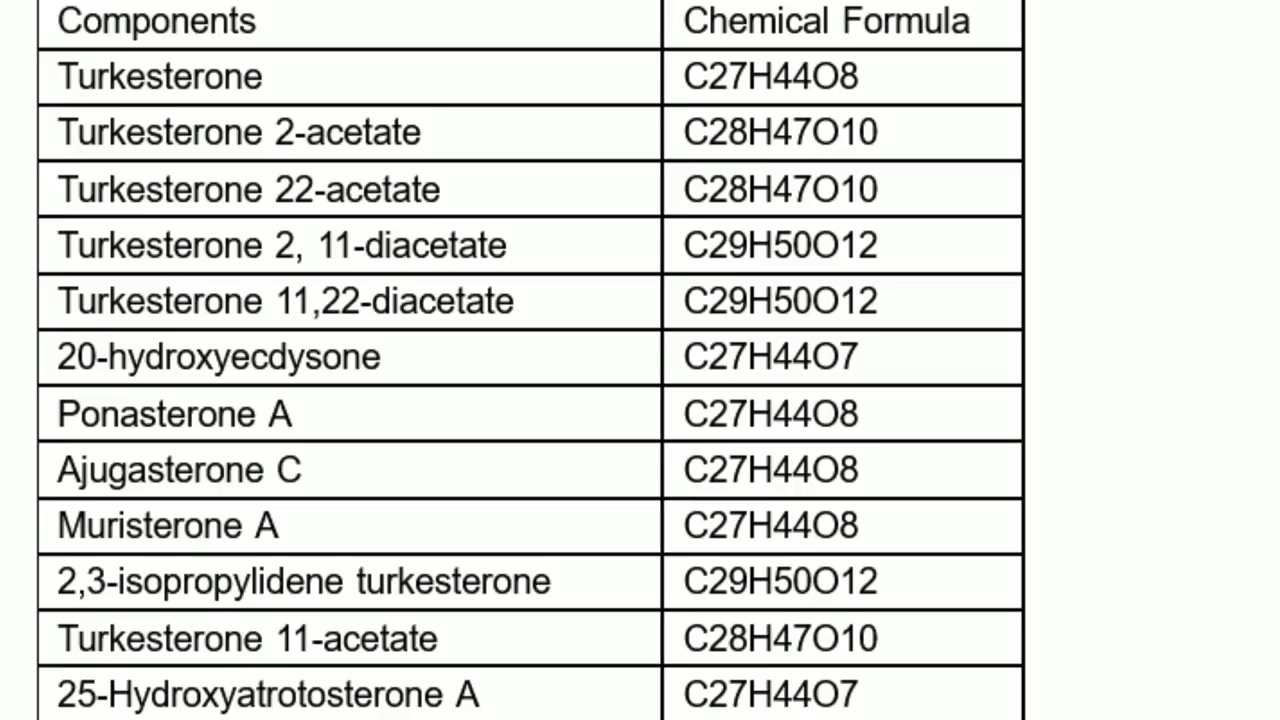 Components Chemical Formula
Turkesterone C27H44O8
Turkesterone 2-acetate C28H47O10
Turkesterone 22-acetate C28H47O10
Turkesterone 2, 11-diacetate C29H50O12
Turkesterone 11,22-diacetate C29H50O12
20-hydroxyecdysone C27H44O7
Ponasterone A C27H44O8
Ajugasterone C C27H44O8
Muristerone A C27H44O8
2,3-isopropylidene turkesterone C29H50O12
Turkesterone 11-acetate C28H47O10
25-Hydroxyatrotosterone A C27H44O7